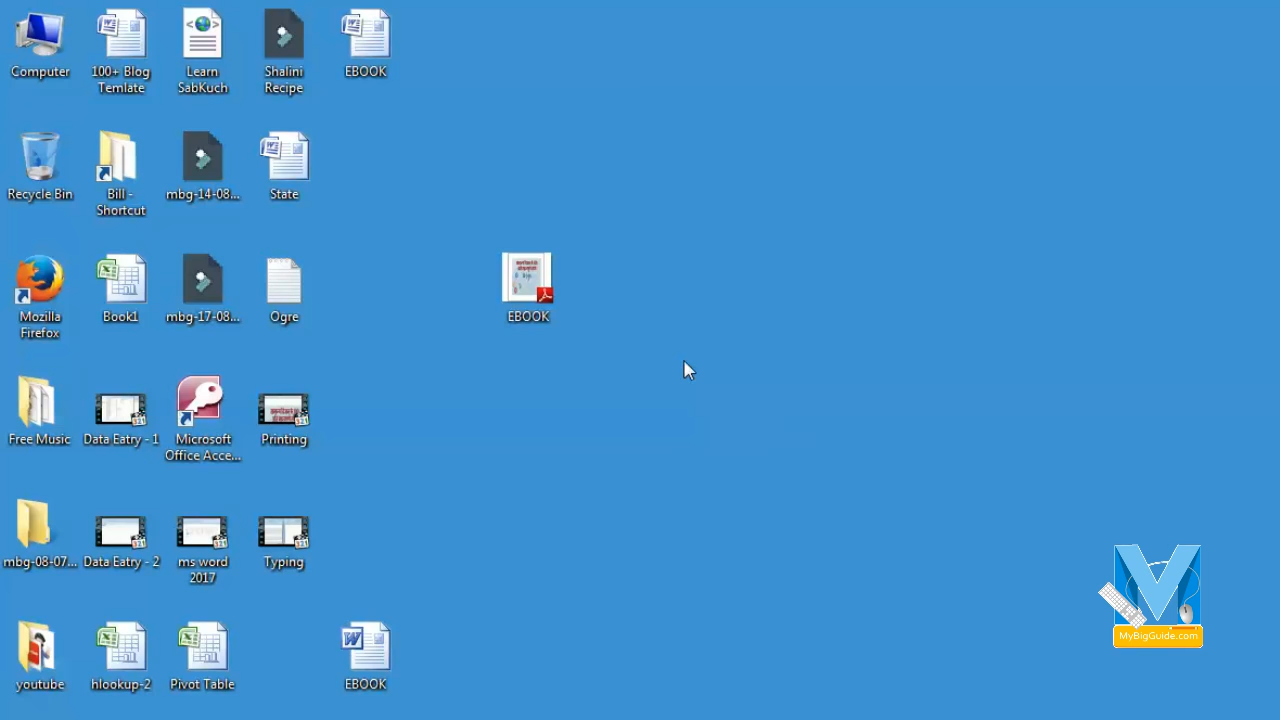 Computer
100+ Blog
Temlate
Learn
SabKuch
Shalini
Recipe
EBOOK
Recycle Bin
Bill -
Shortcut
mbg-14-08...
State
Mozilla
Firefox
Book1
mbg-17-08...
Ogre
EBOOK
Free Music
Data Eatry - 1
Microsoft
Office Acce...
Printing
mbg-08-07...
Data Eatry - 2
ms word
2017
Typing
youtube
hlookup-2
Pivot Table
EBOOK
MyBigGuide.com